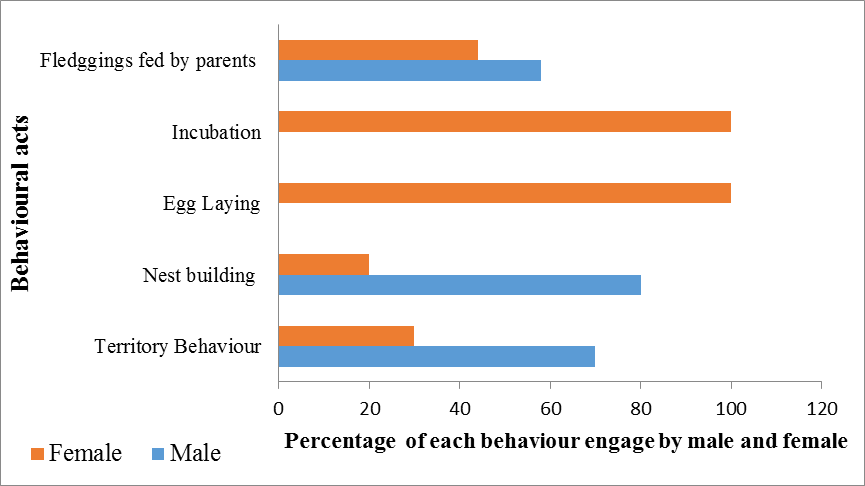 Behavioural acts
Fledggings fed by parents
Incubation
Egg Laying
Nest building
Territory Behaviour
0 20 40 60 80 100 120
Percentage of each behaviour engage by male and female
Female Male